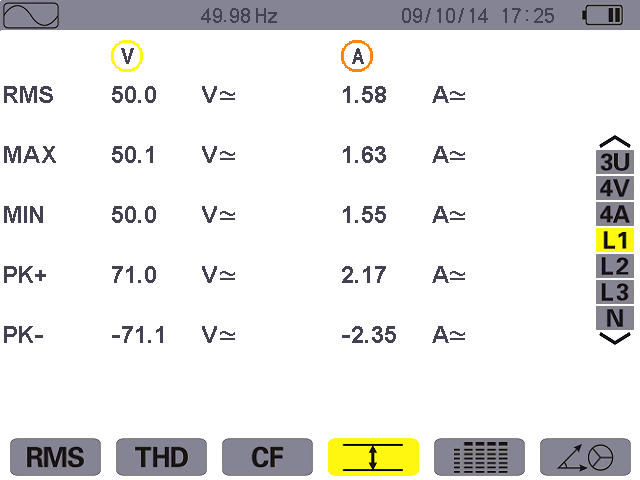 49.98 Hz 09/10/14 17:25
V A
RMS 50.0 V≃ 1.58 A≃
MAX 50.1 V≃ 1.63 A≃
MIN 50.0 V≃ 1.55 A≃
PK+ 71.0 V≃ 2.17 A≃
PK- -71.1 V≃ -2.35 A≃
3U
4V
4A
L1
L2
L3
N
RMS THD CF